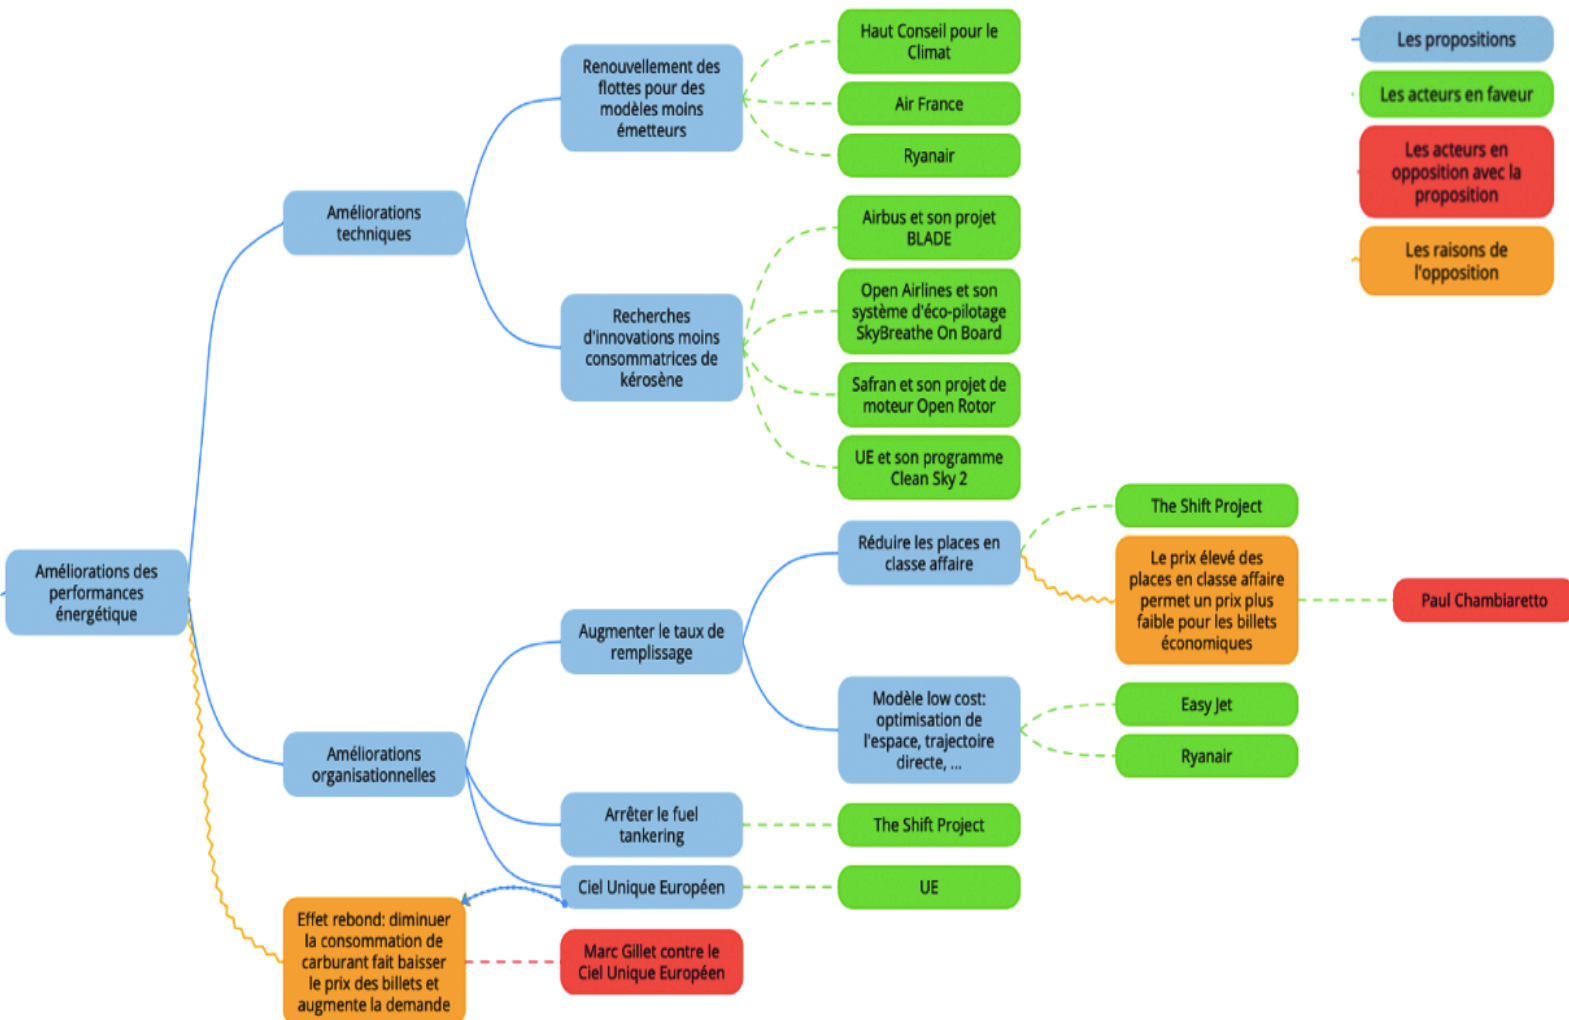 Haut Conseil pour le
Climat
Les propositions
Renouvellement des
flottes pour des
modèles moins
émetteurs
Air France
Les acteurs en faveur
Ryanair
Les acteurs en
opposition avec la
proposition
Améliorations
techniques
Airbus et son projet
BLADE
Les raisons de
l'opposition
Recherches
d'innovations moins
consommatrices de
kérosène
Open Airlines et son
système d'éco-pilotage
SkyBreathe On Board
Safran et son projet de
moteur Open Rotor
UE et son programme
Clean Sky 2
Améliorations des
performances
énergétique
Améliorations
organisationnelles
Augmenter le taux de
remplissage
Réduire les places en
classe affaire
The Shift Project
Le prix élevé des
places en classe affaire
permet un prix plus
faible pour les billets
économiques
Paul Chambiaretto
Modèle low cost:
optimisation de
l'espace, trajectoire
directe, ...
Easy Jet
Ryanair
Arrêter le fuel
tankering
The Shift Project
Ciel Unique Européen
UE
Effet rebond: diminuer
la consommation de
carburant fait baisser
le prix des billets et
augmente la demande
Marc Gillet contre le
Ciel Unique Européen